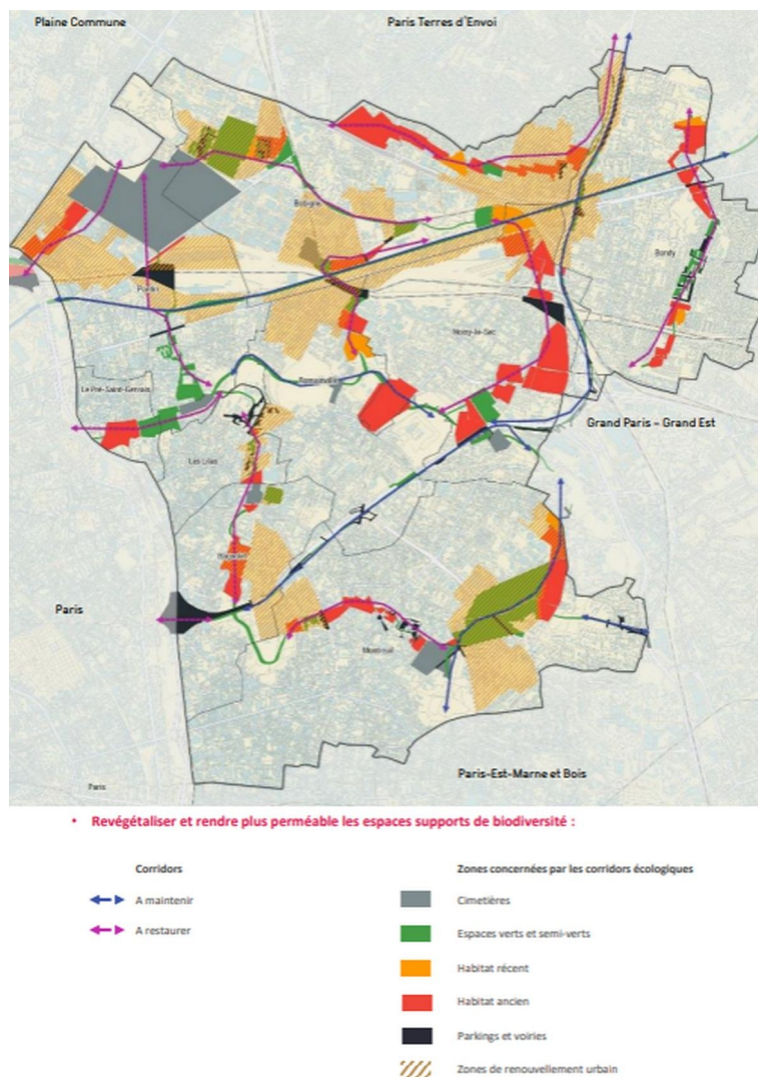 Plaine Commune
Paris Terres d'Envoi
Bobigny
Bondy
Pantin
Noisy-le-Sec
Le Pré-Saint-Gervais
Romainville
Grand Paris – Grand Est
Les Lilas
Bagnolet
Paris
Montreuil
Paris-Est-Marne et Bois
Paris
• Revégétaliser et rendre plus perméable les espaces supports de biodiversité :
Corridors
A maintenir
A restaurer
Zones concernées par les corridors écologiques
Cimetières
Espaces verts et semi-verts
Habitat récent
Habitat ancien
Parkings et voiries
Zones de renouvellement urbain